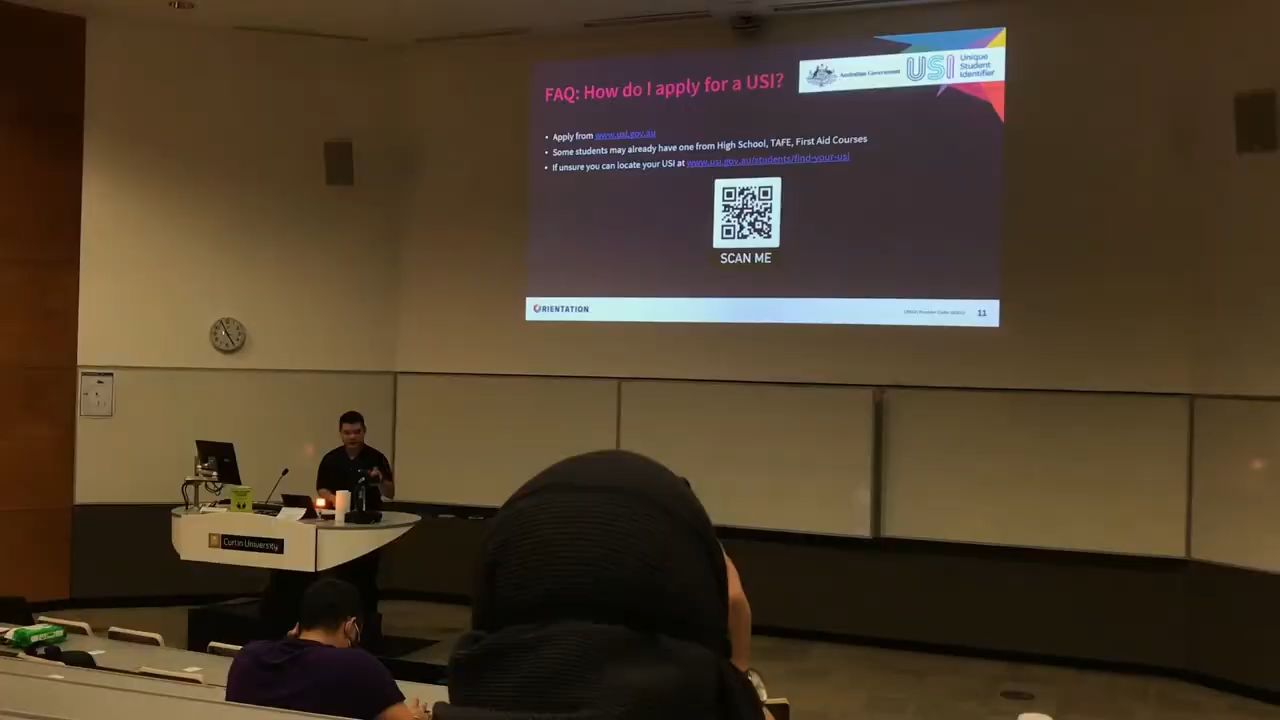 FAQ: How do I apply for a USI?
Australian Government
USI
Unique
Student
Identifier
• Apply from www.usi.gov.au
• Some students may already have one from High School, TAFE, First Aid Courses
• If unsure you can locate your USI at www.usi.gov.au/students/find-your-usi
SCAN ME
ORIENTATION
11
Curtin University